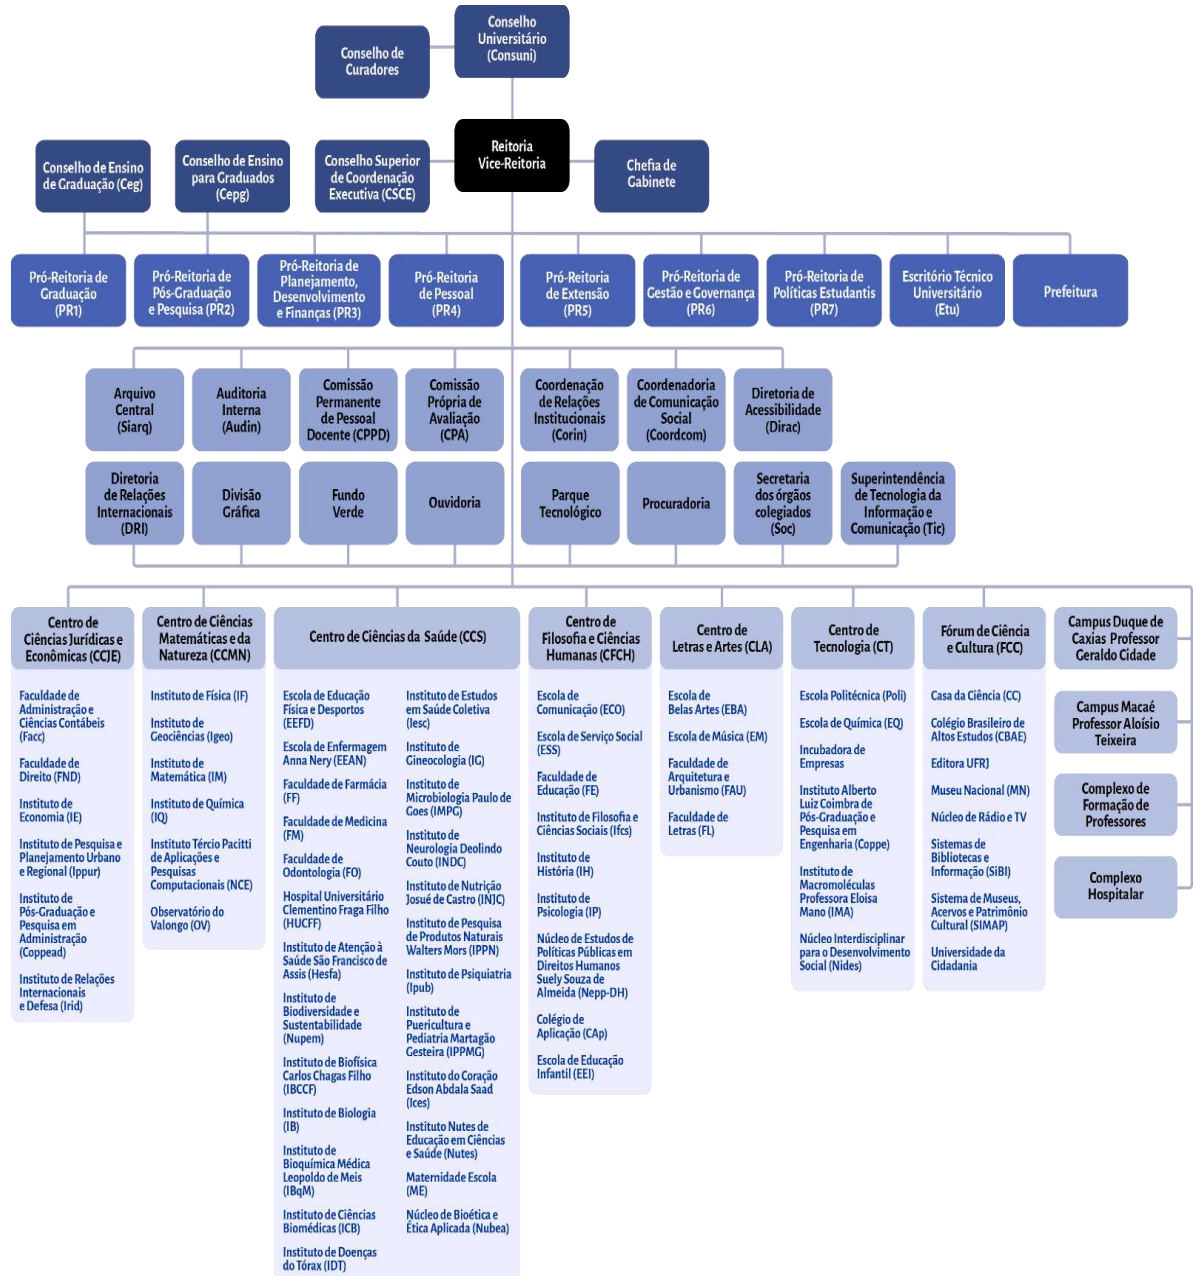 Conselho
Universitário
(Consuni)
Conselho de
Curadores
Reitoria
Vice-Reitoria
Conselho de Ensino
de Graduação (Ceg)
Conselho de Ensino
para Graduados
(Cepg)
Conselho Superior
de Coordenação
Executiva (CSCE)
Chefia de
Gabinete
Pró-Reitoria de
Graduação
(PR1)
Pró-Reitoria de
Pós-Graduação
e Pesquisa (PR2)
Pró-Reitoria de
Planejamento,
Desenvolvimento
e Finanças (PR3)
Pró-Reitoria
de Pessoal
(PR4)
Pró-Reitoria
de Extensão
(PR5)
Pró-Reitoria de
Gestão e Governança
(PR6)
Pró-Reitoria de
Políticas Estudantis
(PR7)
Escritório Técnico
Universitário
(Etu)
Prefeitura
Arquivo
Central
(Siarq)
Auditoria
Interna
(Audin)
Comissão
Permanente
de Pessoal
Docente (CPPD)
Comissão
Própria de
Avaliação
(CPA)
Coordenação
de Relações
Institucionais
(Corin)
Coordenadoria
de Comunicação
Social
(Coordcom)
Diretoria de
Acessibilidade
(Dirac)
Diretoria
de Relações
Internacionais
(DRI)
Divisão
Gráfica
Fundo
Verde
Ouvidoria
Parque
Tecnológico
Procuradoria
Secretaria
dos órgãos
colegiados
(Soc)
Superintendência
de Tecnologia da
Informação e
Comunicação (Tic)
Centro de
Ciências Jurídicas e
Econômicas (CCJE)
Faculdade de
Administração e
Ciências Contábeis
(Facc)
Faculdade de
Direito (FND)
Instituto de
Economia (IE)
Instituto de Pesquisa e
Planejamento Urbano
e Regional (Ippur)
Instituto de
Pós-Graduação e
Pesquisa em
Administração
(Coppead)
Instituto de Relações
Internacionais
e Defesa (Irid)
Centro de Ciências
Matemáticas e da
Natureza (CCMN)
Instituto de Física (IF)
Instituto de
Geociências (Igeo)
Instituto de
Matemática (IM)
Instituto de Química
(IQ)
Instituto Tércio Pacitti
de Aplicações e
Pesquisas
Computacionais (NCE)
Observatório do
Valongo (OV)
Centro de Ciências da Saúde (CCS)
Escola de Educação
Física e Desportos
(EEFD)
Escola de Enfermagem
Anna Nery (EEAN)
Faculdade de Farmácia
(FF)
Faculdade de Medicina
(FM)
Faculdade de
Odontologia (FO)
Hospital Universitário
Clementino Fraga Filho
(HUCFF)
Instituto de Atenção à
Saúde São Francisco de
Assis (Hesfa)
Instituto de
Biodiversidade e
Sustentabilidade
(Nupem)
Instituto de Biofísica
Carlos Chagas Filho
(IBCCF)
Instituto de Biologia
(IB)
Instituto de
Bioquímica Médica
Leopoldo de Meis
(IBqM)
Instituto de Ciências
Biomédicas (ICB)
Instituto de Doenças
do Tórax (IDT)
Instituto de Estudos
em Saúde Coletiva
(Iesc)
Instituto de
Gineocologia (IG)
Instituto de
Microbiologia Paulo de
Goes (IMPG)
Instituto de
Neurologia Deolindo
Couto (INDC)
Instituto de Nutrição
Josué de Castro (INJC)
Instituto de Pesquisa
de Produtos Naturais
Walters Mors (IPPN)
Instituto de Psiquiatria
(Ipub)
Instituto de
Puericultura e
Pediatria Martagão
Gesteira (IPPMG)
Instituto do Coração
Edson Abdala Saad
(Ices)
Instituto Nutes de
Educação em Ciências
e Saúde (Nutes)
Maternidade Escola
(ME)
Núcleo de Bioética e
Ética Aplicada (Nubea)
Centro de
Filosofia e Ciências
Humanas (CFCH)
Escola de
Comunicação (ECO)
Escola de Serviço Social
(ESS)
Faculdade de
Educação (FE)
Instituto de Filosofia e
Ciências Sociais (Ifcs)
Instituto de
História (IH)
Instituto de
Psicologia (IP)
Núcleo de Estudos de
Políticas Públicas em
Direitos Humanos
Suely Souza de
Almeida (Nepp-DH)
Colégio de
Aplicação (CAp)
Escola de Educação
Infantil (EEI)
Centro de
Letras e Artes (CLA)
Escola de
Belas Artes (EBA)
Escola de Música (EM)
Faculdade de
Arquitetura e
Urbanismo (FAU)
Faculdade de
Letras (FL)
Centro de
Tecnologia (CT)
Escola Politécnica (Poli)
Escola de Química (EQ)
Incubadora de
Empresas
Instituto Alberto
Luiz Coimbra de
Pós-Graduação e
Pesquisa em
Engenharia (Coppe)
Instituto de
Macromoléculas
Professora Eloisa
Mano (IMA)
Núcleo Interdisciplinar
para o Desenvolvimento
Social (Nides)
Fórum de Ciência
e Cultura (FCC)
Casa da Ciência (CC)
Colégio Brasileiro de
Altos Estudos (CBAE)
Editora UFRJ
Museu Nacional (MN)
Núcleo de Rádio e TV
Sistemas de
Bibliotecas e
Informação (SiBI)
Sistema de Museus,
Acervos e Patrimônio
Cultural (SIMAP)
Universidade da
Cidadania
Campus Duque de
Caxias Professor
Geraldo Cidade
Campus Macaé
Professor Aloísio
Teixeira
Complexo de
Formação de
Professores
Complexo
Hospitalar